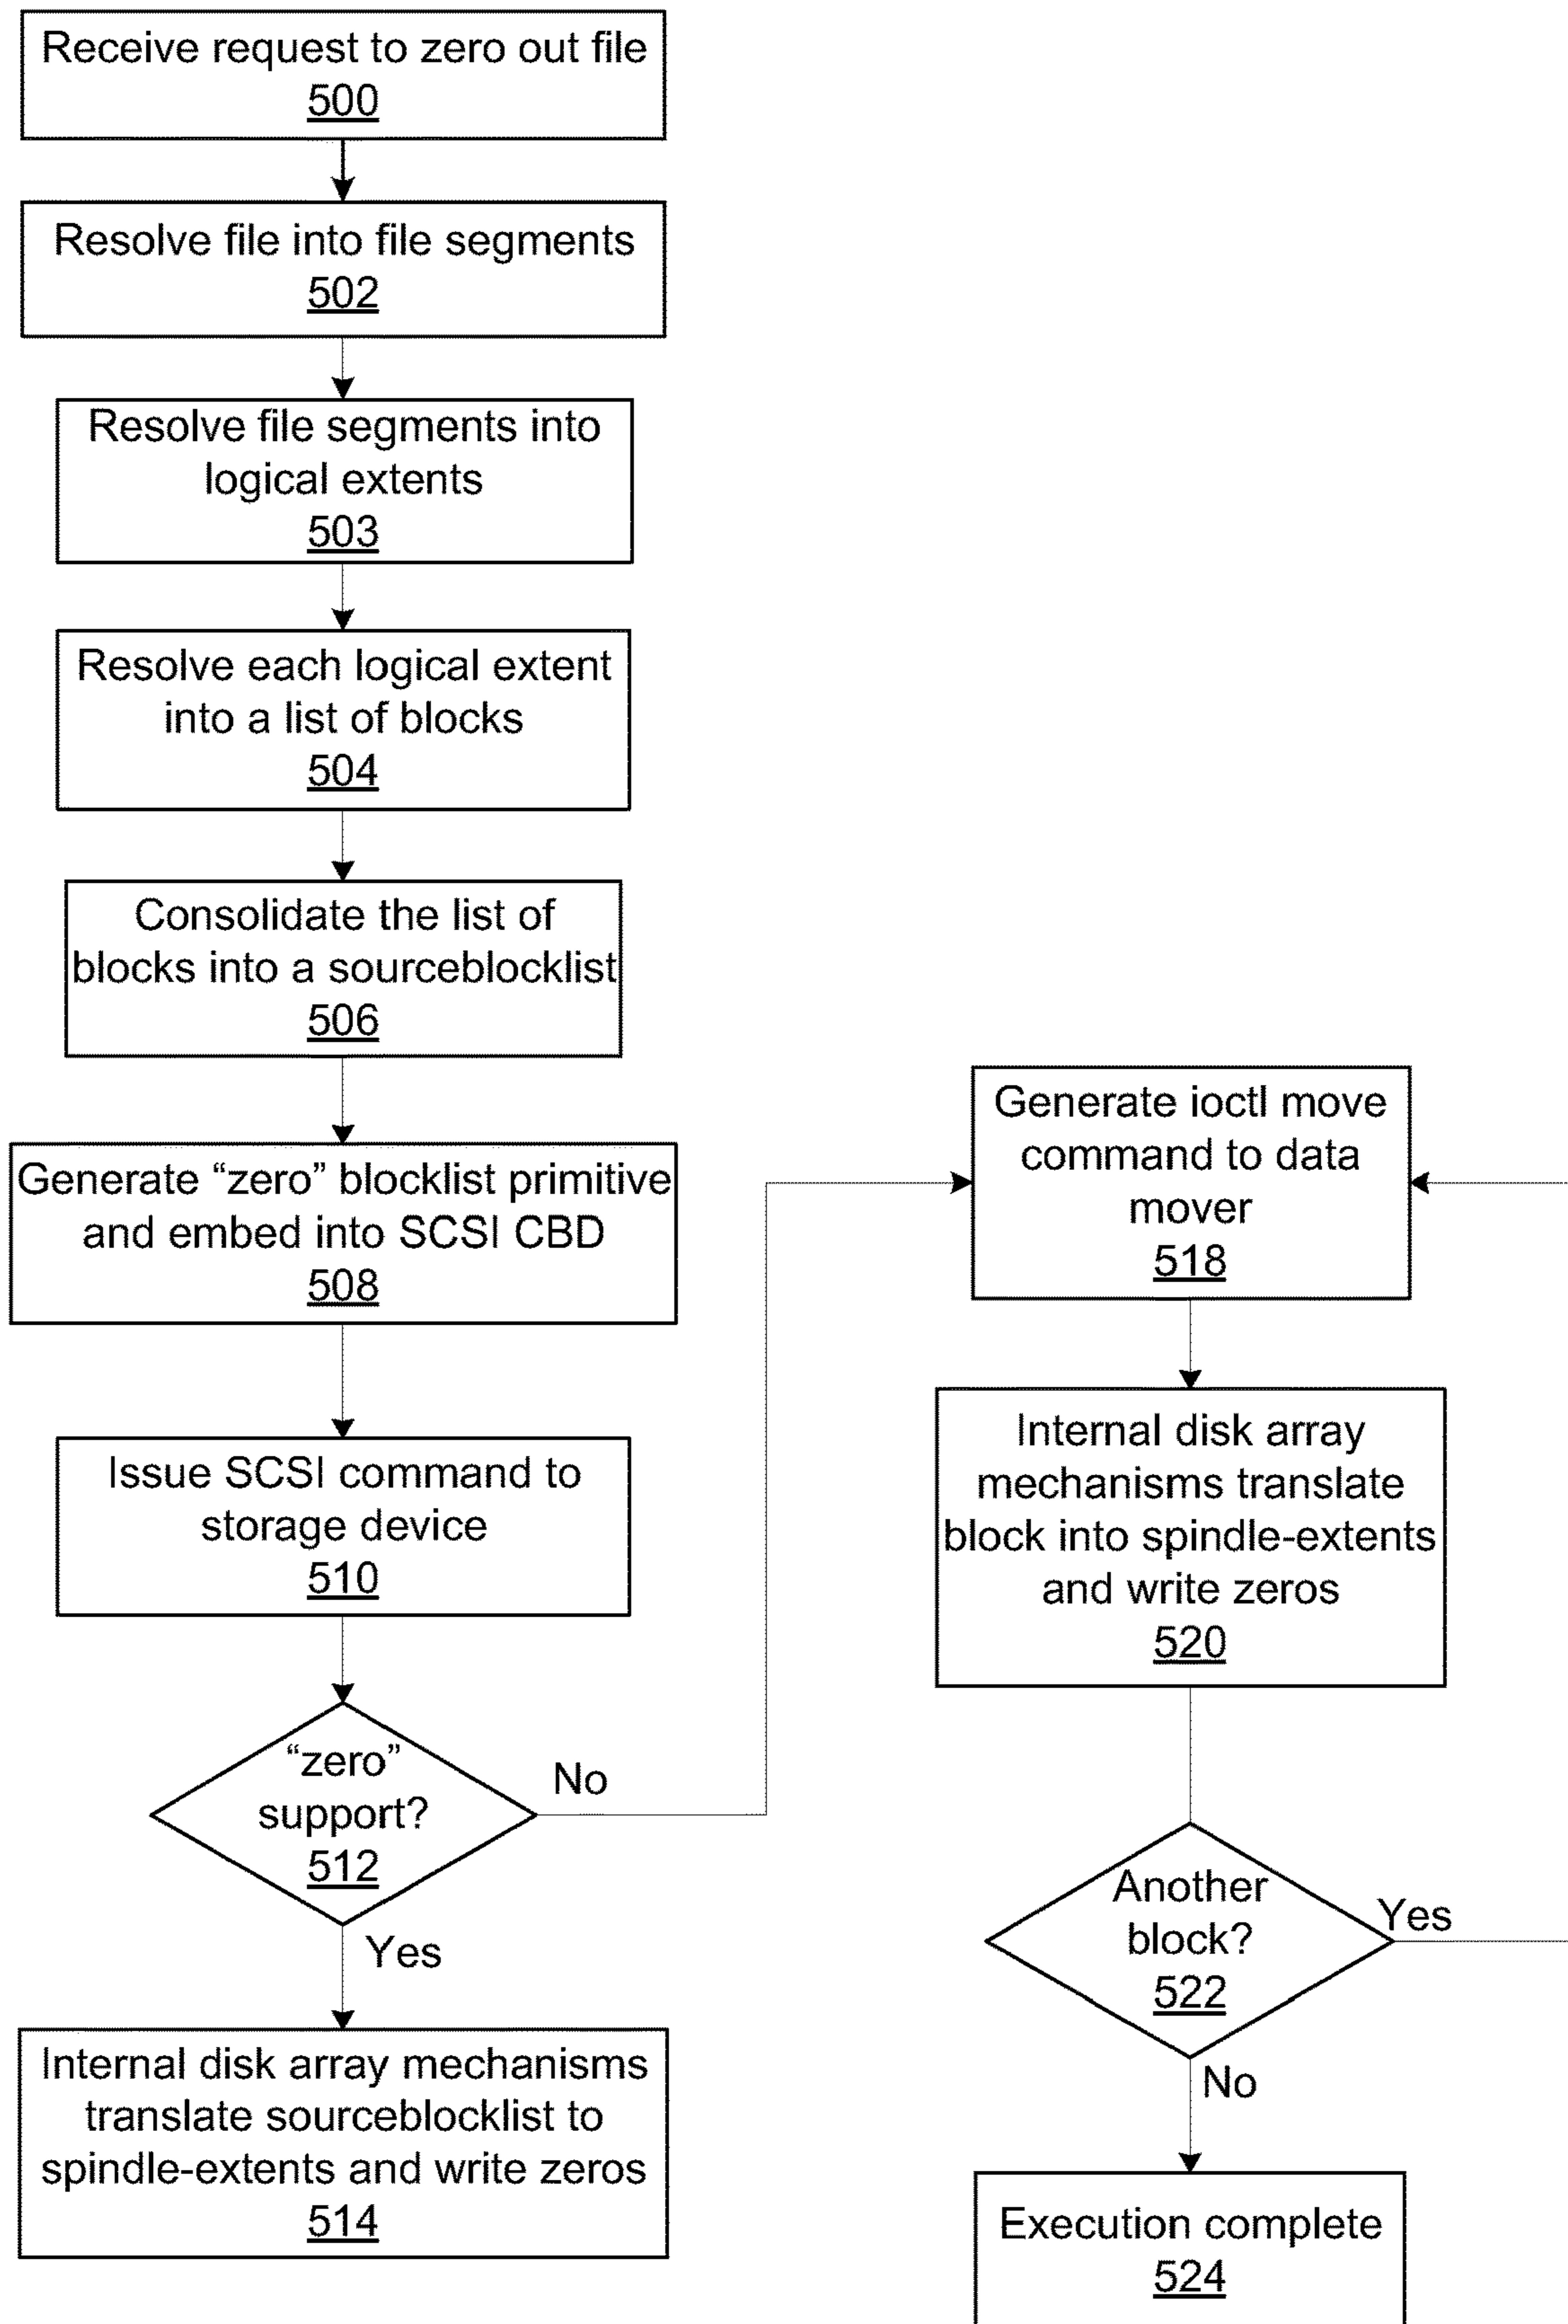 Receive request to zero out file
500
Resolve file into file segments
502
Resolve file segments into
logical extents
503
Resolve each logical extent
into a list of blocks
504
Consolidate the list of
blocks into a sourceblocklist
506
Generate “zero” blocklist primitive
and embed into SCSI CBD
508
Issue SCSI command to
storage device
510
“zero”
support?
512
No
Yes
Internal disk array mechanisms
translate sourceblocklist to
spindle-extents and write zeros
514
Generate ioctl move
command to data
mover
518
Internal disk array
mechanisms translate
block into spindle-extents
and write zeros
520
Another
block?
522
Yes
No
Execution complete
524